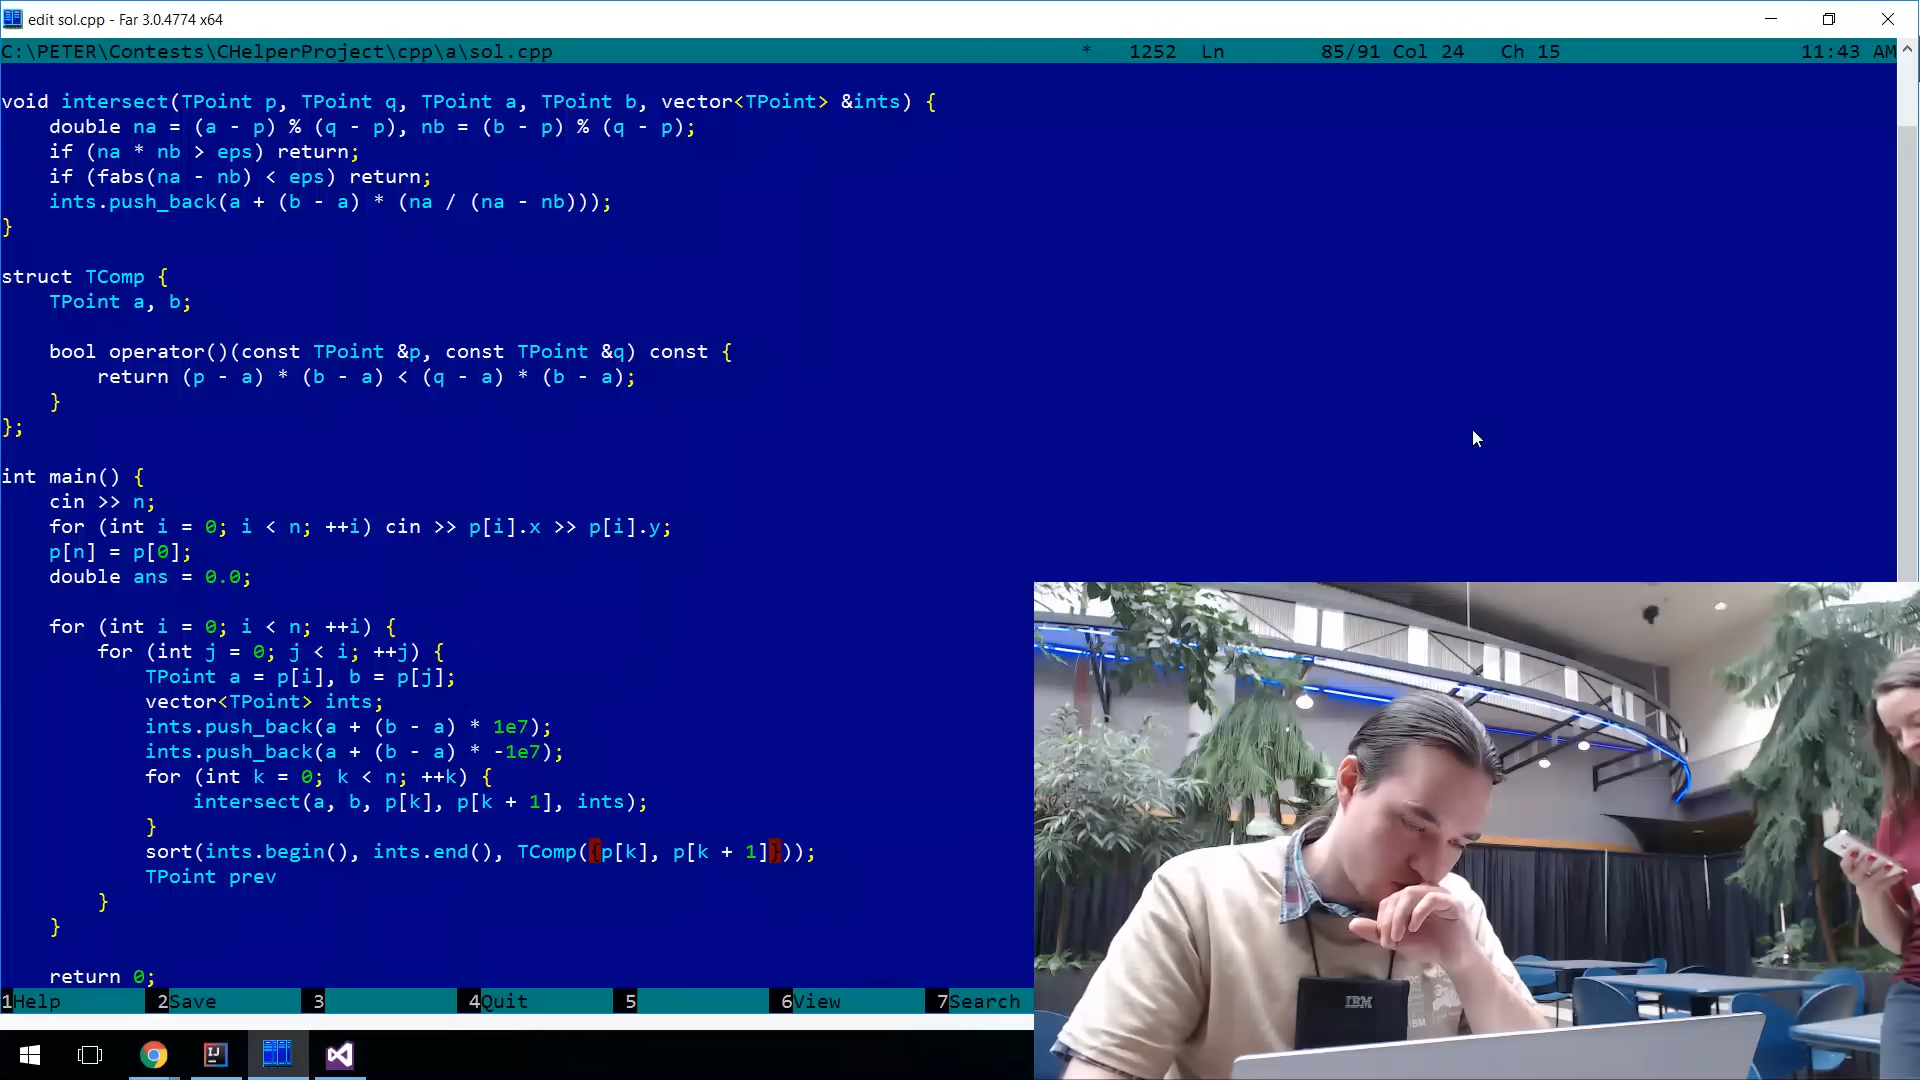 edit sol.cpp - Far 3.0.4774 x64
C:\PETER\Contests\CHelperProject\cpp\a\sol.cpp * 1252 Ln 85/91 Col 24 Ch 15 11:43 AM
void intersect(TPoint p, TPoint q, TPoint a, TPoint b, vector<TPoint> &ints) {
    double na = (a - p) % (q - p), nb = (b - p) % (q - p);
    if (na * nb > eps) return;
    if (fabs(na - nb) < eps) return;
    ints.push_back(a + (b - a) * (na / (na - nb)));
}
struct TComp {
    TPoint a, b;
    bool operator()(const TPoint &p, const TPoint &q) const {
        return (p - a) * (b - a) < (q - a) * (b - a);
    }
};
int main() {
    cin >> n;
    for (int i = 0; i < n; ++i) cin >> p[i].x >> p[i].y;
    p[n] = p[0];
    double ans = 0.0;
    for (int i = 0; i < n; ++i) {
        for (int j = 0; j < i; ++j) {
            TPoint a = p[i], b = p[j];
            vector<TPoint> ints;
            ints.push_back(a + (b - a) * 1e7);
            ints.push_back(a + (b - a) * -1e7);
            for (int k = 0; k < n; ++k) {
                intersect(a, b, p[k], p[k + 1], ints);
            }
            sort(ints.begin(), ints.end(), TComp({p[k], p[k + 1]}));
            TPoint prev
        }
    }
    return 0;
1Help 2Save 3 4Quit 5 6View 7Search
IBM
IJ